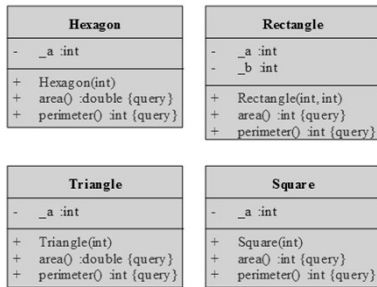 Hexagon
- _a :int
+ Hexagon(int)
+ area() :double {query}
+ perimeter() :int {query}
Rectangle
- _a :int
- _b :int
+ Rectangle(int, int)
+ area() :int {query}
+ perimeter() :int {query}
Triangle
- _a :int
+ Triangle(int)
+ area() :double {query}
+ perimeter() :int {query}
Square
- _a :int
+ Square(int)
+ area() :int {query}
+ perimeter() :int {query}